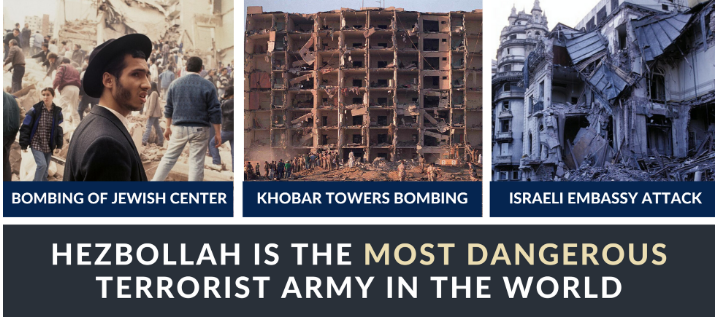 BOMBING OF JEWISH CENTER
KHOBAR TOWERS BOMBING
ISRAELI EMBASSY ATTACK
HEZBOLLAH IS THE MOST DANGEROUS
TERRORIST ARMY IN THE WORLD